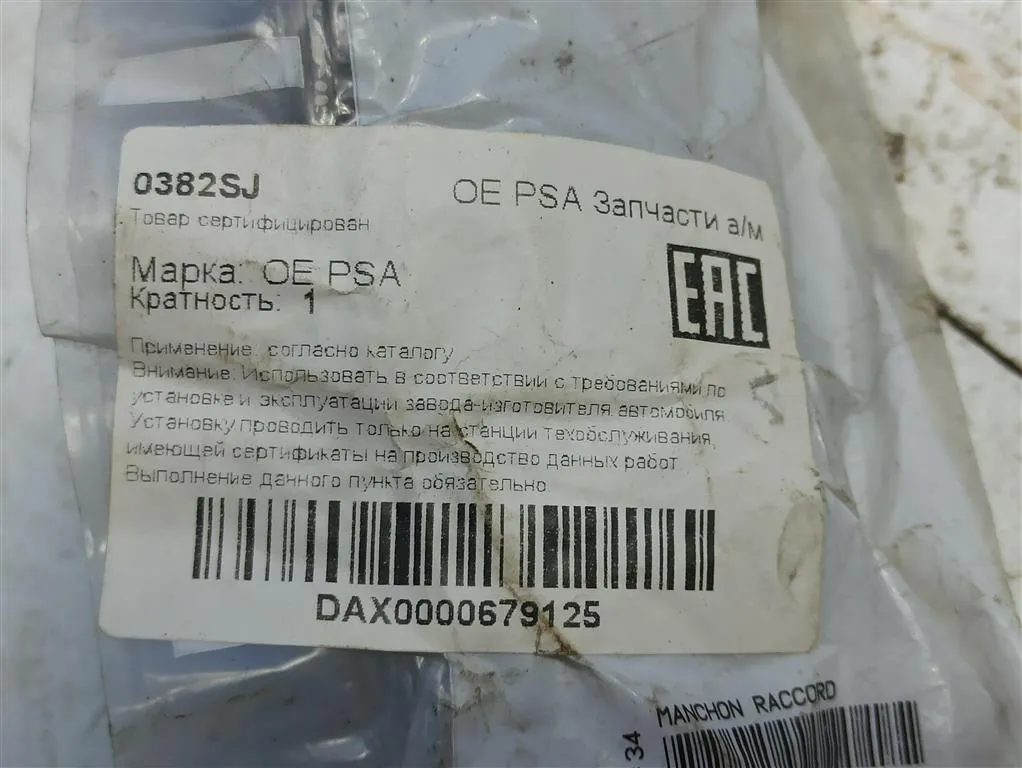 0382SJ
OE PSA Запчасти а/м
Товар сертифицирован
Марка: OE PSA
Кратность: 1
EAC
Применение: согласно каталогу
Внимание: Использовать в соответствии с требованиями по
установке и эксплуатации завода-изготовителя автомобиля.
Установку проводить только на станции техобслуживания,
имеющей сертификаты на производство данных работ.
Выполнение данного пункта обязательно.
DAX0000679125
MANCHON RACCORD
34